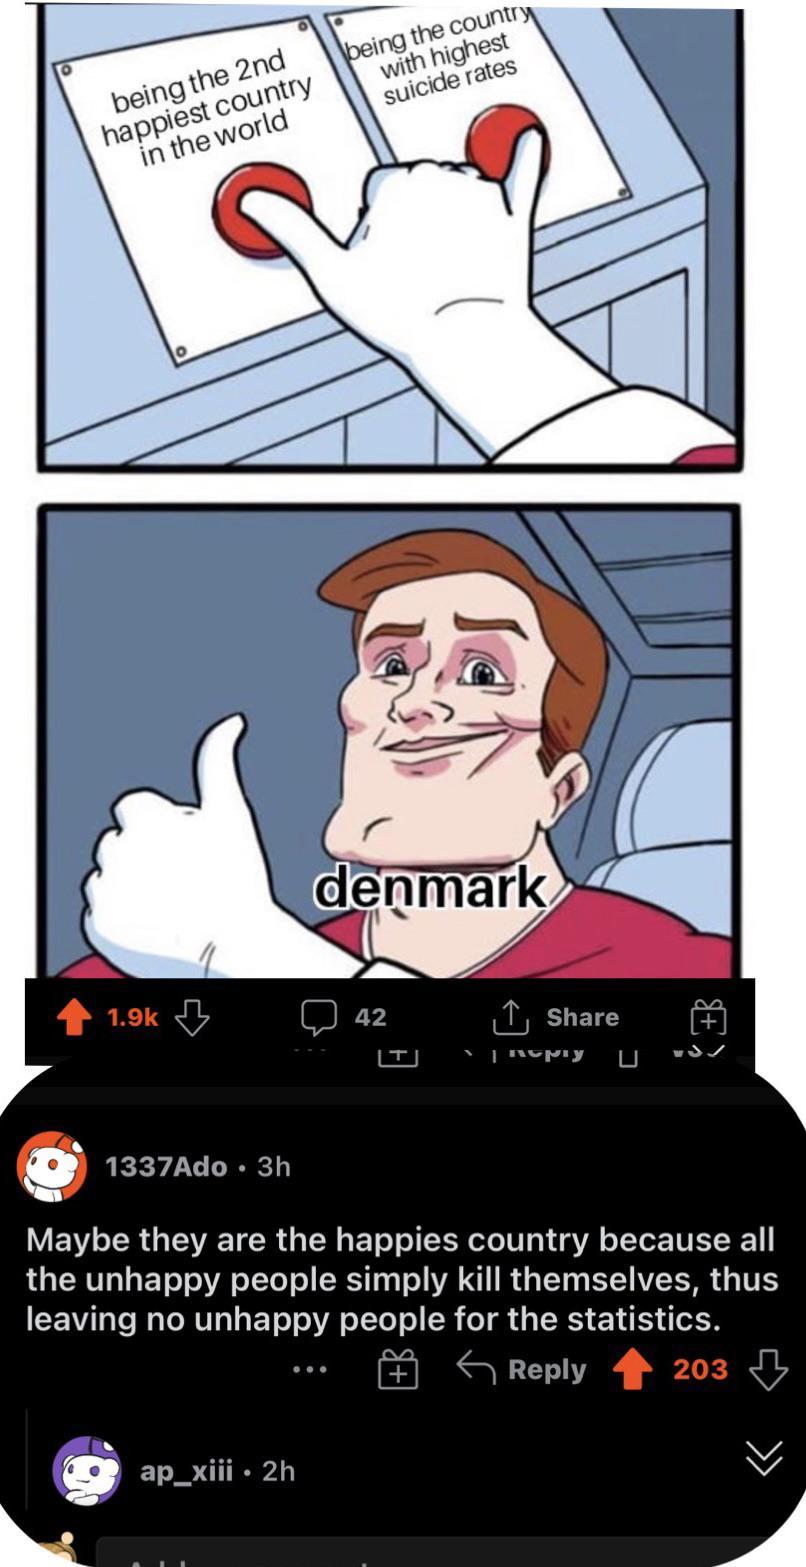 being the 2nd
happiest country
in the world
being the country
with highest
suicide rates
denmark
1.9k
42
Share
Reply
1337Ado • 3h
Maybe they are the happies country because all
the unhappy people simply kill themselves, thus
leaving no unhappy people for the statistics.
Reply
203
ap_xiii • 2h